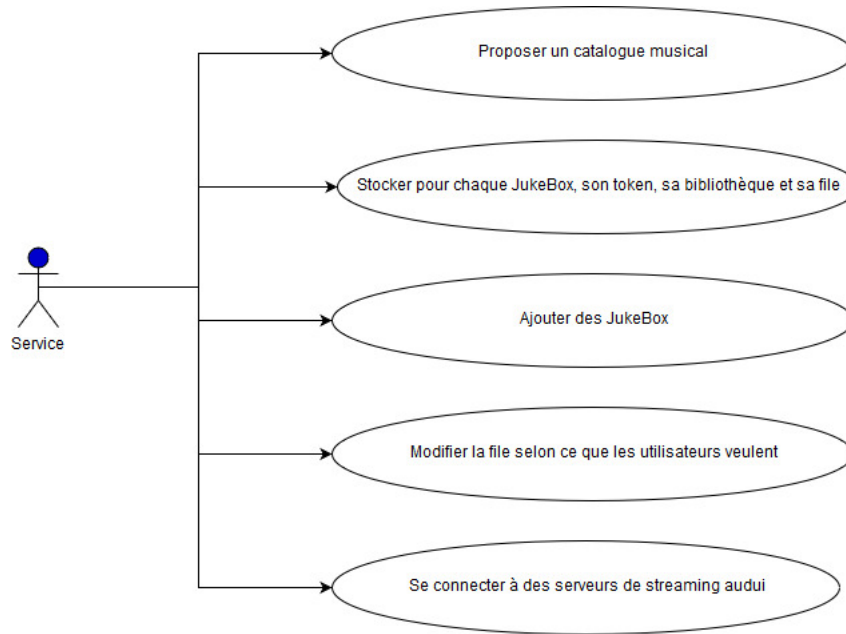 Proposer un catalogue musical
Stocker pour chaque JukeBox, son token, sa bibliothèque et sa file
Service
Ajouter des JukeBox
Modifier la file selon ce que les utilisateurs veulent
Se connecter à des serveurs de streaming audui